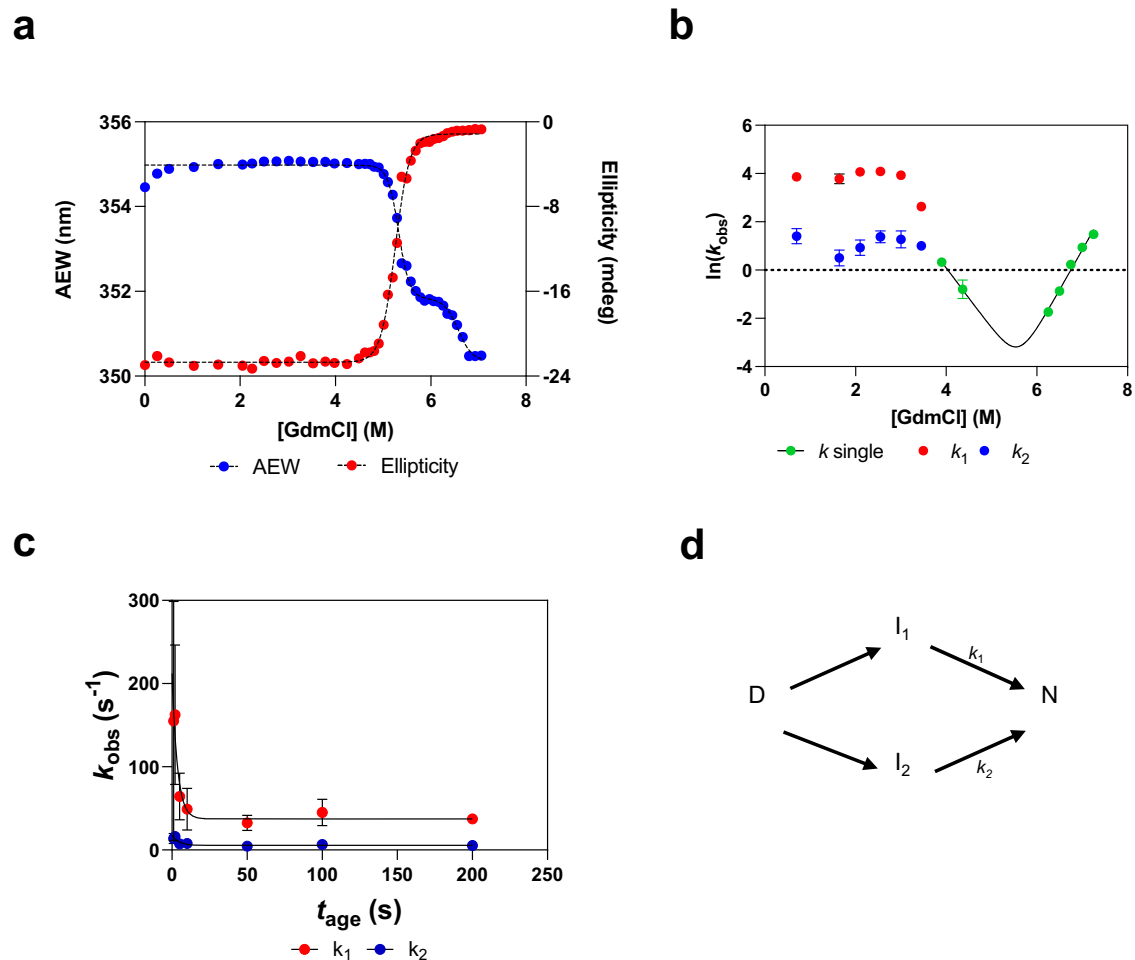 a
356
354
352
350
AEW (nm)
0
-8
-16
-24
Ellipticity (mdeg)
0 2 4 6 8
[GdmCl] (M)
AEW Ellipticity
b
6
4
2
0
-2
-4
ln(kobs)
0 2 4 6 8
[GdmCl] (M)
k single k1 k2
c
300
200
100
0
kobs (s-1)
0 50 100 150 200 250
tage (s)
k1 k2
d
I1
k1
D N
I2
k2